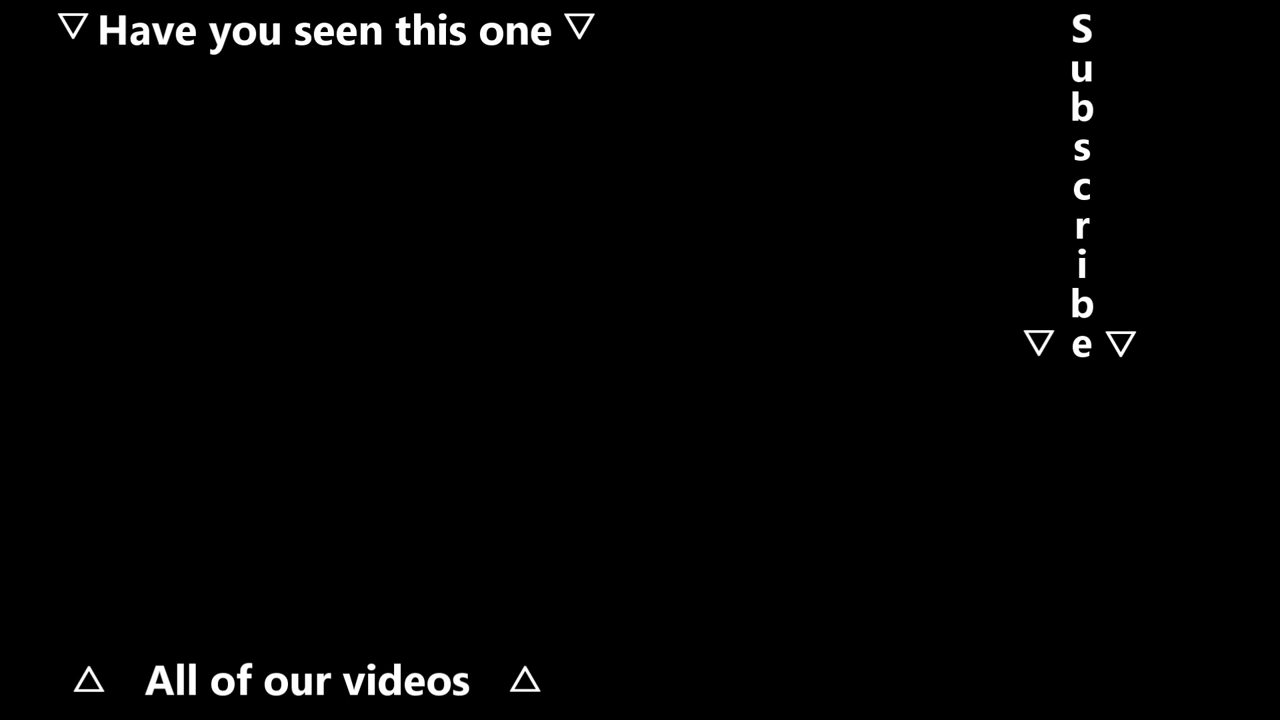 ▽ Have you seen this one ▽
S
u
b
s
c
r
i
b
▽ e ▽
△ All of our videos △